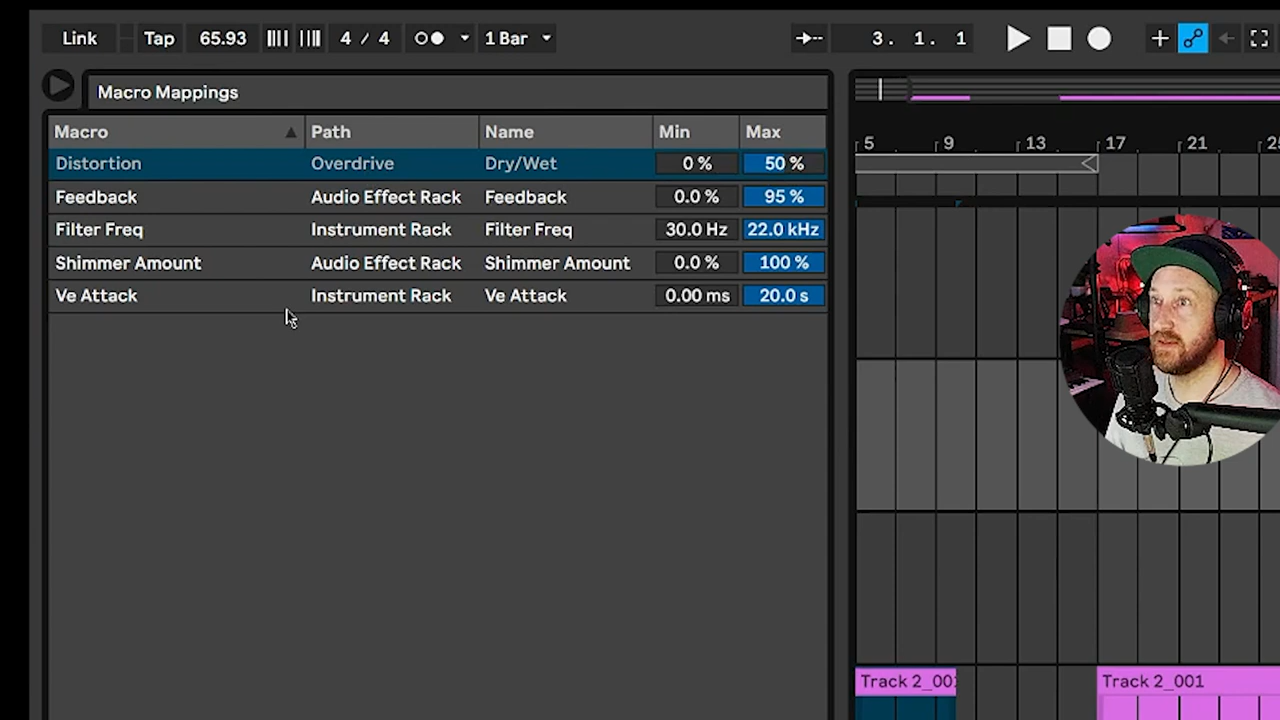 Link Tap 65.93 4 / 4 1 Bar 3. 1. 1
Macro Mappings
Macro Path Name Min Max
Distortion Overdrive Dry/Wet 0 % 50 %
Feedback Audio Effect Rack Feedback 0.0 % 95 %
Filter Freq Instrument Rack Filter Freq 30.0 Hz 22.0 kHz
Shimmer Amount Audio Effect Rack Shimmer Amount 0.0 % 100 %
Ve Attack Instrument Rack Ve Attack 0.00 ms 20.0 s
5 9 13 17 21 25
Track 2_001 Track 2_001